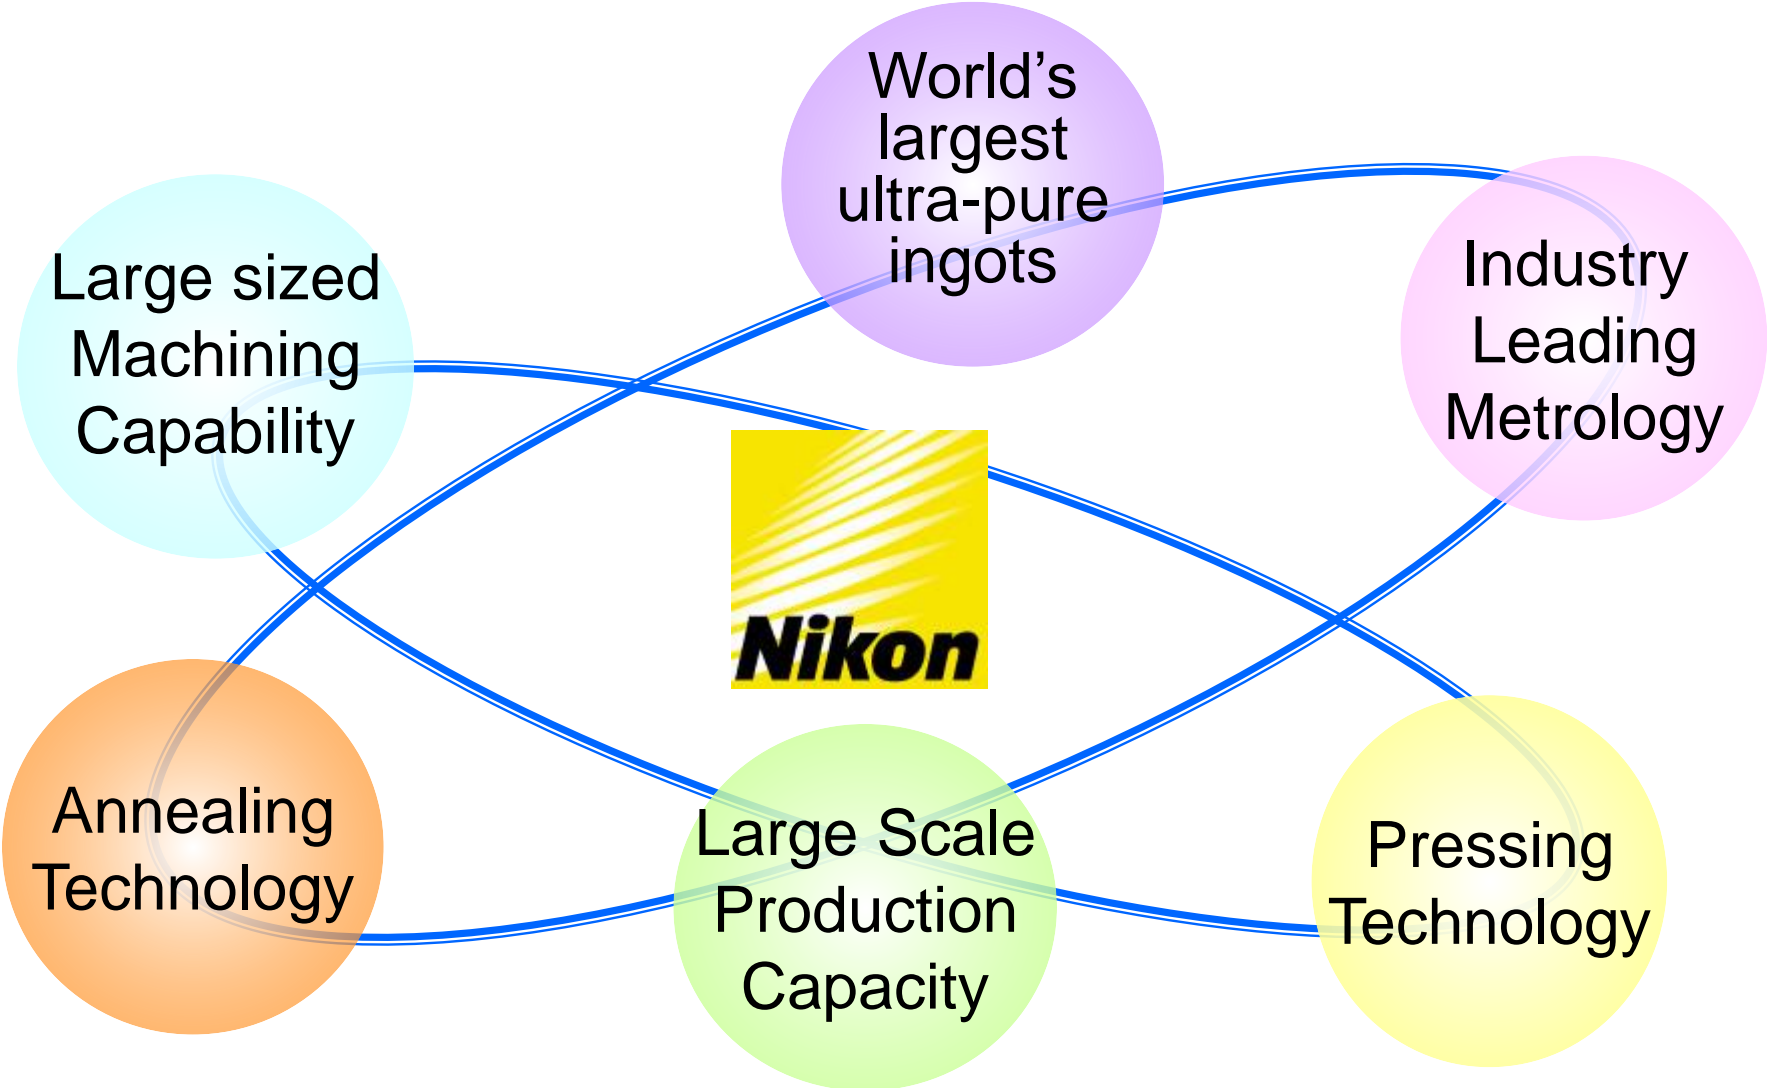 World’s
largest
ultra-pure
ingots
Large sized
Machining
Capability
Industry
Leading
Metrology
Nikon
Annealing
Technology
Large Scale
Production
Capacity
Pressing
Technology